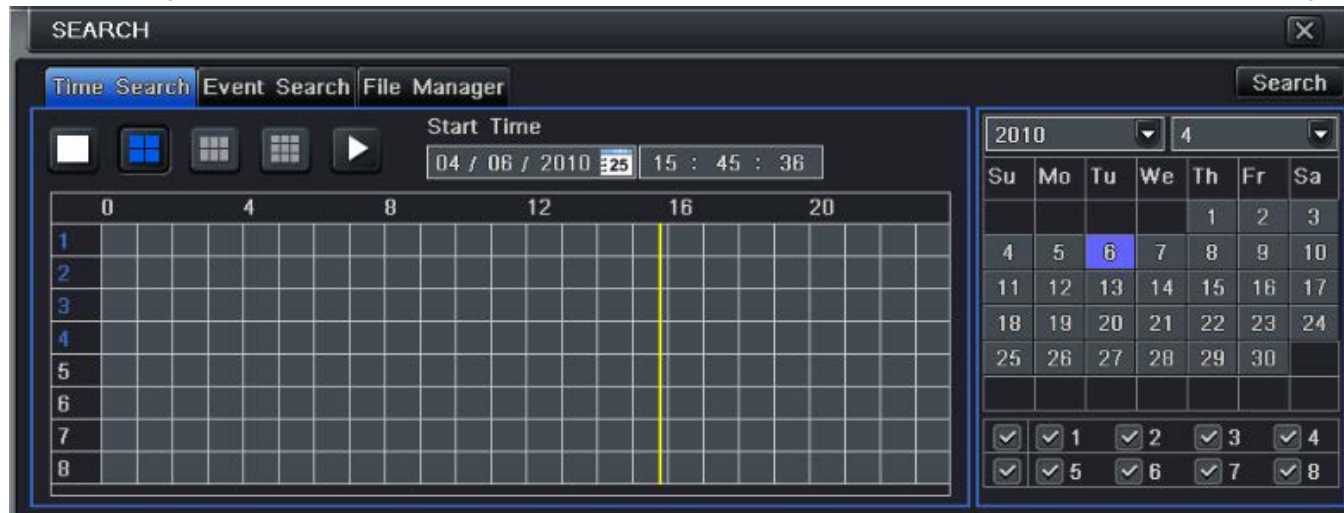 SEARCH
Time Search Event Search File Manager Search
Start Time
04 / 06 / 2010 25 15 : 45 : 36
0 4 8 12 16 20
1
2
3
4
5
6
7
8
2010 4
Su Mo Tu We Th Fr Sa
1 2 3
4 5 6 7 8 9 10
11 12 13 14 15 16 17
18 19 20 21 22 23 24
25 26 27 28 29 30
1 2 3 4
5 6 7 8